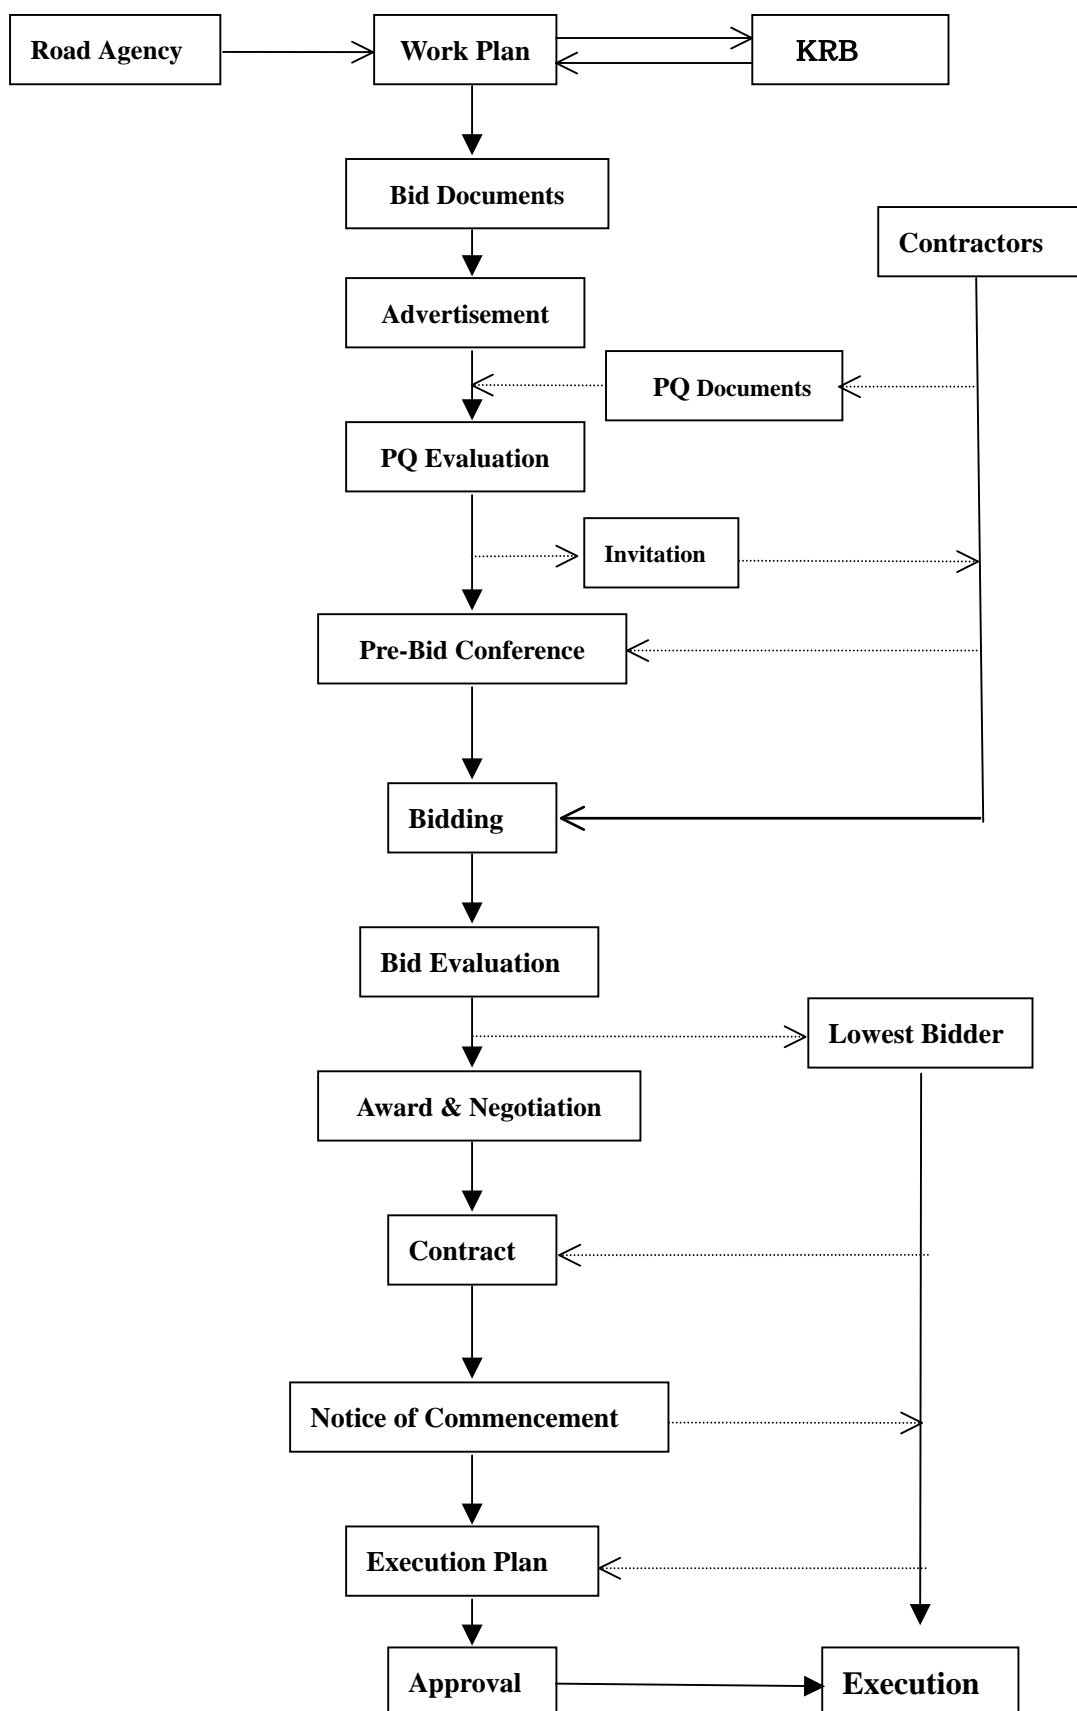 Road Agency
Work Plan
KRB
Bid Documents
Contractors
Advertisement
PQ Documents
PQ Evaluation
Invitation
Pre-Bid Conference
Bidding
Bid Evaluation
Lowest Bidder
Award & Negotiation
Contract
Notice of Commencement
Execution Plan
Approval
Execution